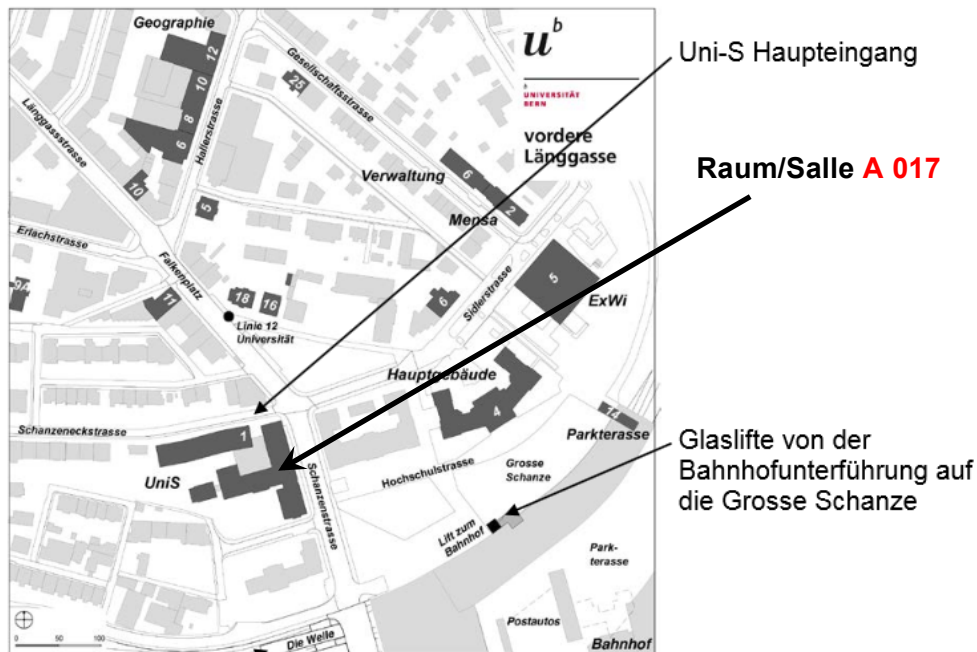 Geographie
12
10
8
6
Hallerstrasse
Länggassstrasse
10
Gesellschaftsstrasse
25
u^b
b
UNIVERSITÄT
BERN
vordere
Länggasse
Uni-S Haupteingang
Raum/Salle A 017
Verwaltung
6
2
Mensa
5
Erlachstrasse
Falkenplatz
9A
11
18
16
Linie 12
Universität
6
Sidlerstrasse
5
ExWi
Hauptgebäude
4
14
Parkterasse
Schanzeneckstrasse
1
UniS
Schanzenstrasse
Hochschulstrasse
Grosse
Schanze
Lift zum
Bahnhof
Glaslifte von der
Bahnhofunterführung auf
die Grosse Schanze
Park-
terasse
Postautos
Die Welle
Bahnhof
0 50 100